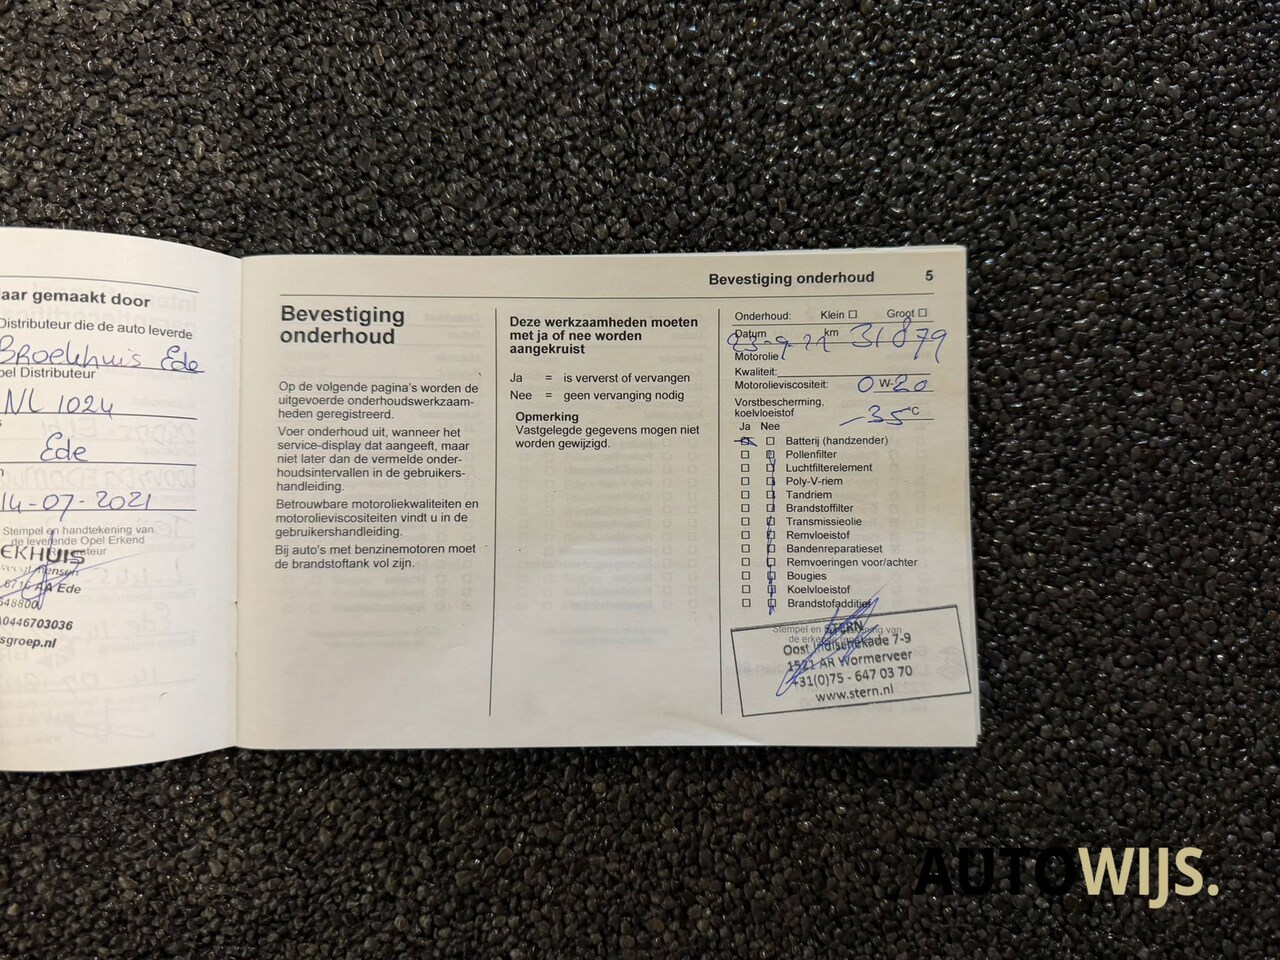 aar gemaakt door
Distributeur die de auto leverde
Broekhuis Ede
pel Distributeur
NL 1024
Ede
14-07-2021
Stempel en handtekening van
de leverende Opel Erkend
Reparateur
EKHUIS
AA Ede
548800
0446703036
sgroep.nl
Bevestiging onderhoud 5
Bevestiging
onderhoud
Op de volgende pagina's worden de
uitgevoerde onderhoudswerkzaam-
heden geregistreerd.
Voer onderhoud uit, wanneer het
service-display dat aangeeft, maar
niet later dan de vermelde onder-
houdsintervallen in de gebruikers-
handleiding.
Betrouwbare motoroliekwaliteiten en
motorolieviscositeiten vindt u in de
gebruikershandleiding.
Bij auto's met benzinemotoren moet
de brandstoftank vol zijn.
Deze werkzaamheden moeten
met ja of nee worden
aangekruist
Ja = is ververst of vervangen
Nee = geen vervanging nodig
Opmerking
Vastgelegde gegevens mogen niet
worden gewijzigd.
Onderhoud: Klein Groot
Datum km 31879
Motorolie
Kwaliteit:
Motorolieviscositeit: 0 W-20
Vorstbescherming,
koelvloeistof -35 °C
Ja Nee
Batterij (handzender)
Pollenfilter
Luchtfilterelement
Poly-V-riem
Tandriem
Brandstoffilter
Transmissieolie
Remvloeistof
Bandenreparatieset
Remvoeringen voor/achter
Bougies
Koelvloeistof
Brandstofadditief
Stempel en van
de
STERN
Oost Indischekade 7-9
1521 AR Wormerveer
+31(0)75 - 647 03 70
www.stern.nl
AUTOWIJS.